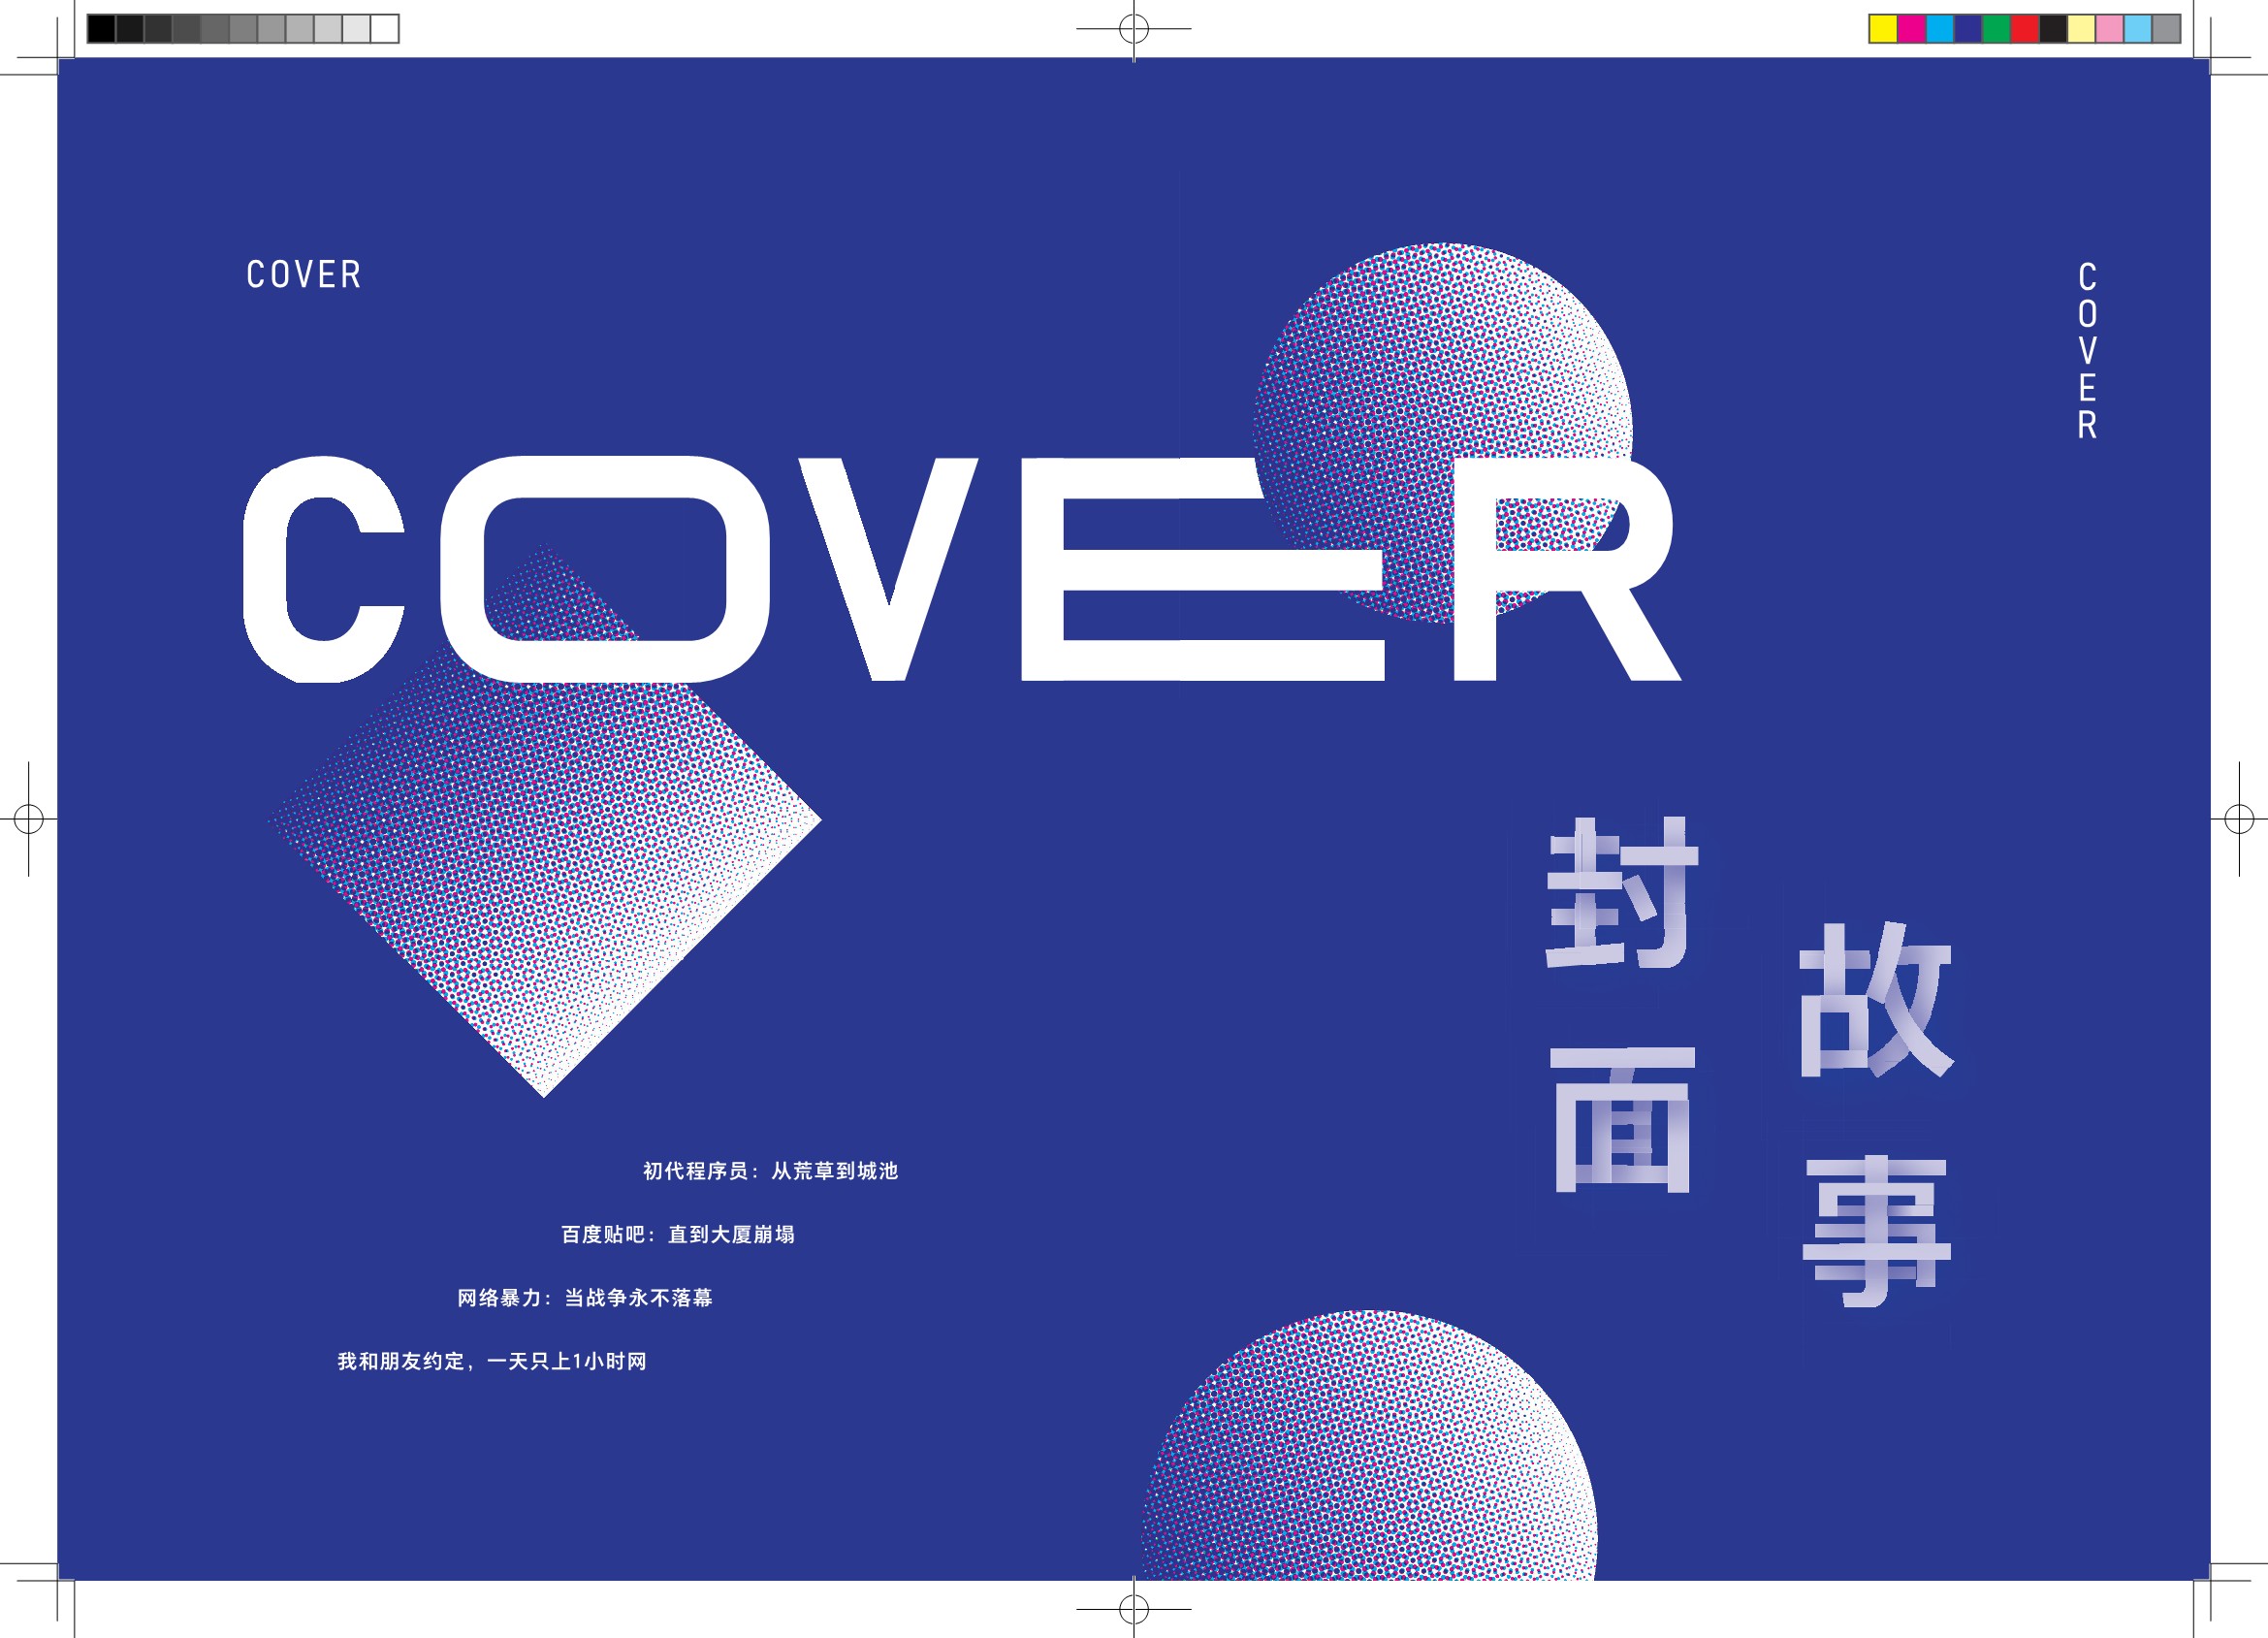 COVER
COVER
COVER
封面
故事
初代程序员：从荒草到城池
百度贴吧：直到大厦崩塌
网络暴力：当战争永不落幕
我和朋友约定，一天只上1小时网